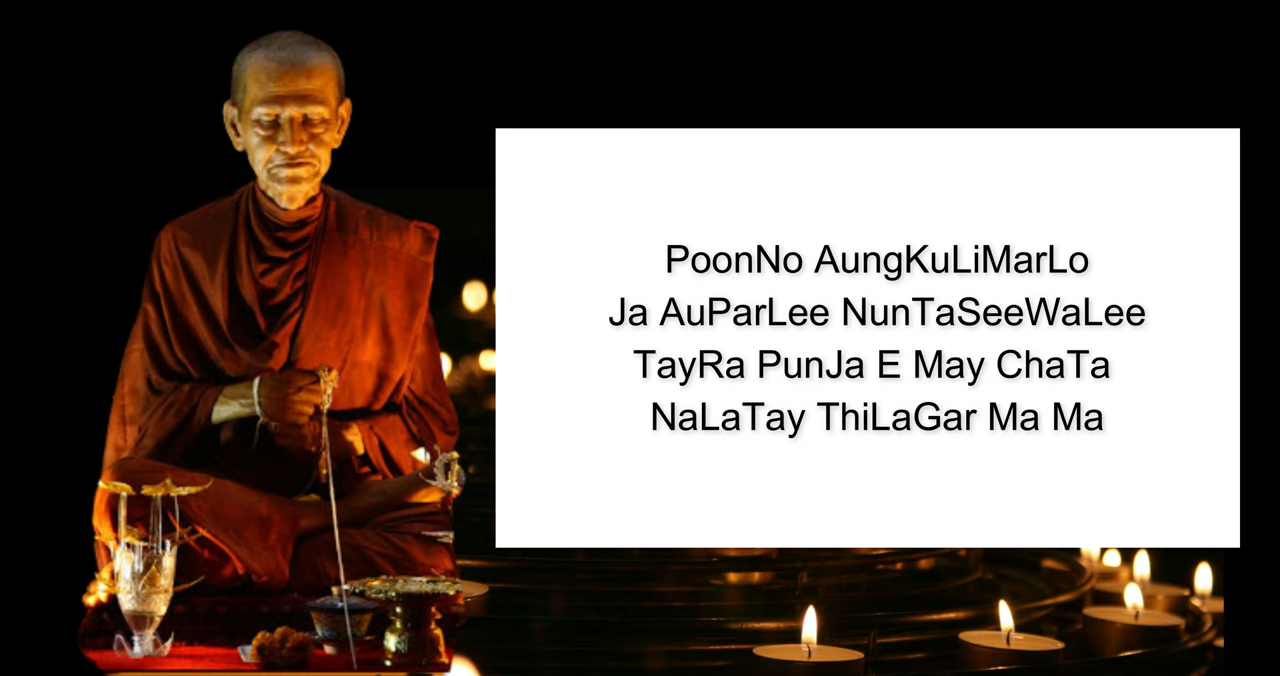 PoonNo AungKuLiMarLo
Ja AuParLee NunTaSeeWaLee
TayRa PunJa E May ChaTa
NaLaTay ThiLaGar Ma Ma